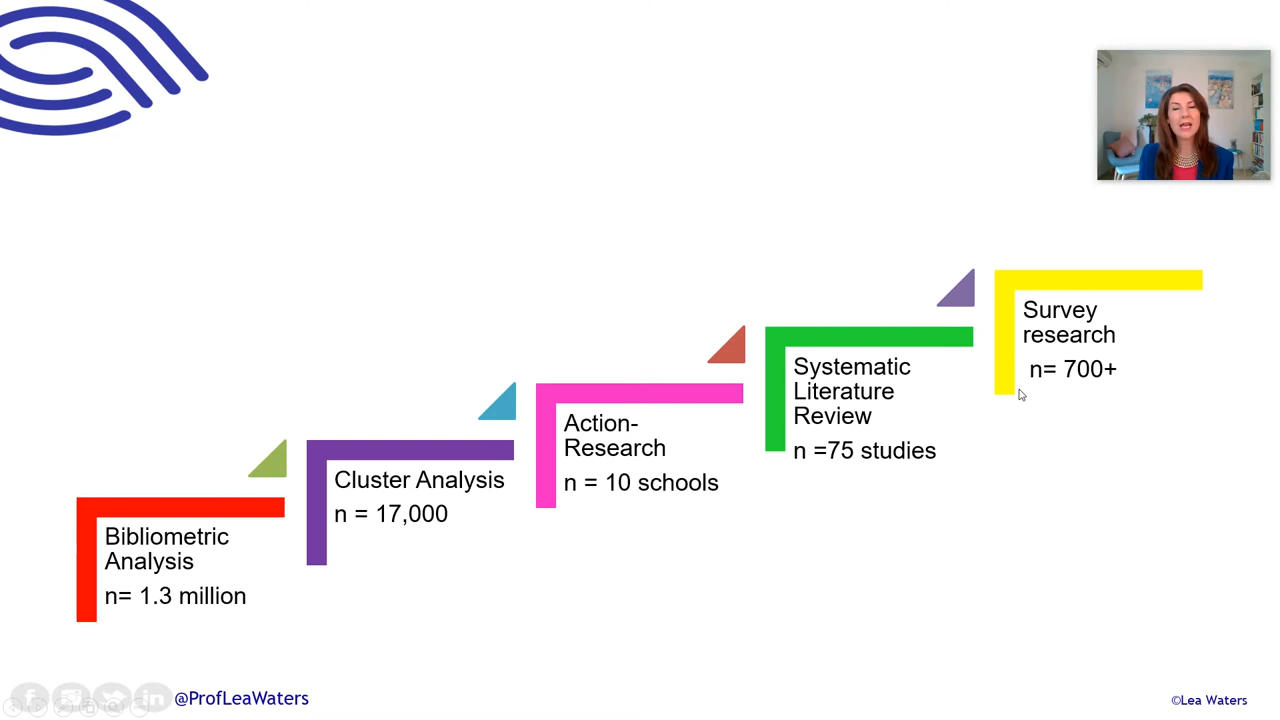 Bibliometric
Analysis
n= 1.3 million
Cluster Analysis
n = 17,000
Action-
Research
n = 10 schools
Systematic
Literature
Review
n =75 studies
Survey
research
n= 700+
@ProfLeaWaters
©Lea Waters